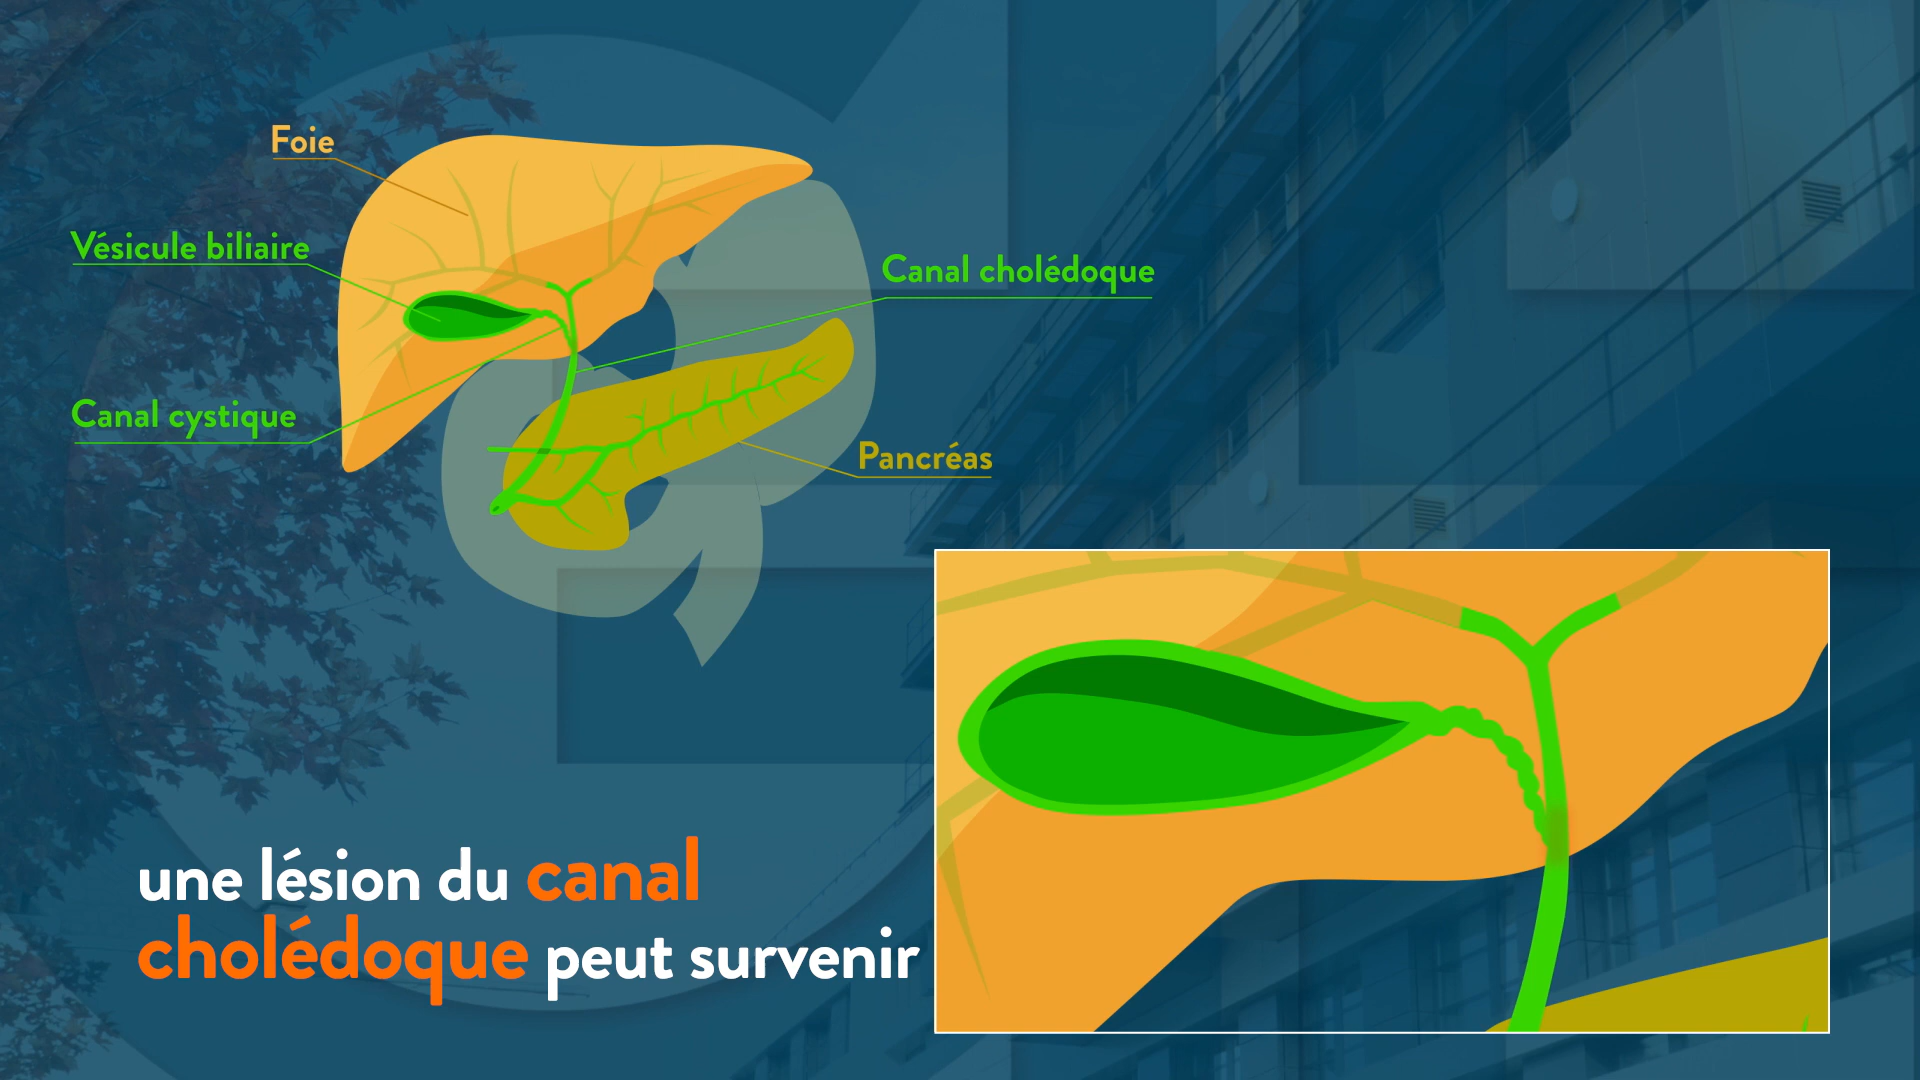 Foie
Vésicule biliaire
Canal cholédoque
Canal cystique
Pancréas
une lésion du canal
cholédoque peut survenir